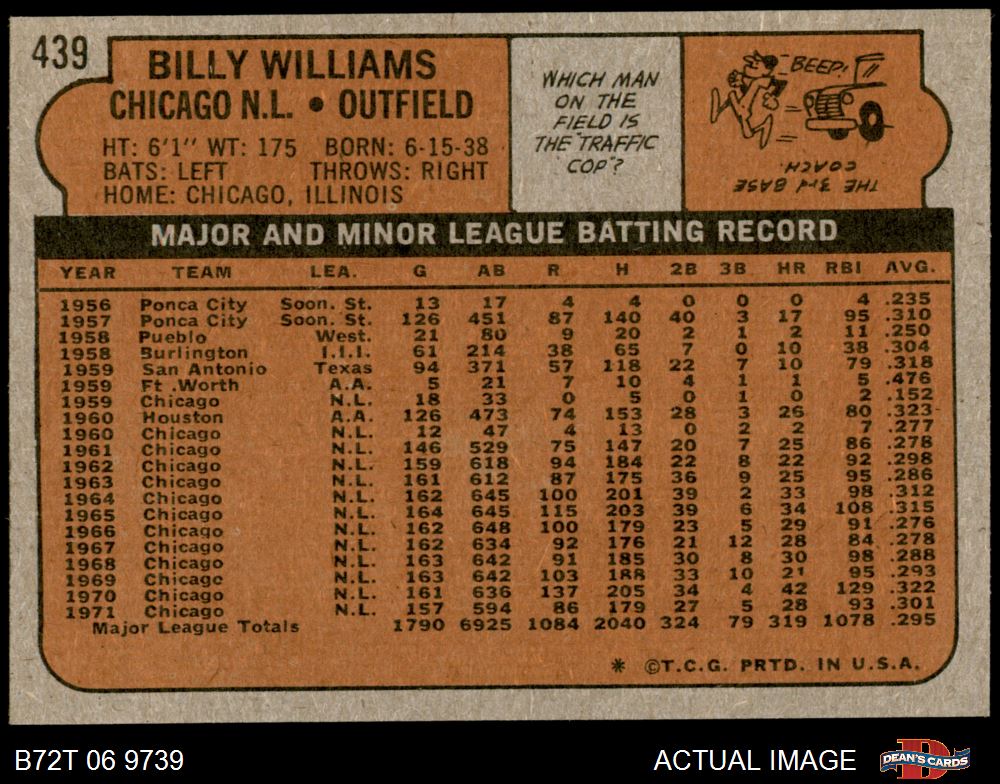 439
BILLY WILLIAMS
CHICAGO N.L. • OUTFIELD
HT: 6'1" WT: 175 BORN: 6-15-38
BATS: LEFT THROWS: RIGHT
HOME: CHICAGO, ILLINOIS
WHICH MAN
ON THE
FIELD IS
THE "TRAFFIC
COP"?
BEEP!
THE 3rd BASE
COACH.
MAJOR AND MINOR LEAGUE BATTING RECORD
YEAR TEAM LEA. G AB R H 2B 3B HR RBI AVG.
1956 Ponca City Soon. St. 13 17 4 4 0 0 0 4 .235
1957 Ponca City Soon. St. 126 451 87 140 40 3 17 95 .310
1958 Pueblo West. 21 80 9 20 2 1 2 11 .250
1958 Burlington I.I.I. 61 214 38 65 7 0 10 38 .304
1959 San Antonio Texas 94 371 57 118 22 7 10 79 .318
1959 Ft .Worth A.A. 5 21 7 10 4 1 1 5 .476
1959 Chicago N.L. 18 33 0 5 0 1 0 2 .152
1960 Houston A.A. 126 473 74 153 28 3 26 80 .323
1960 Chicago N.L. 12 47 4 13 0 2 2 7 .277
1961 Chicago N.L. 146 529 75 147 20 7 25 86 .278
1962 Chicago N.L. 159 618 94 184 22 8 22 92 .298
1963 Chicago N.L. 161 612 87 175 36 9 25 95 .286
1964 Chicago N.L. 162 645 100 201 39 2 33 98 .312
1965 Chicago N.L. 164 645 115 203 39 6 34 108 .315
1966 Chicago N.L. 162 648 100 179 23 5 29 91 .276
1967 Chicago N.L. 162 634 92 176 21 12 28 84 .278
1968 Chicago N.L. 163 642 91 185 30 8 30 98 .288
1969 Chicago N.L. 163 642 103 188 33 10 21 95 .293
1970 Chicago N.L. 161 636 137 205 34 4 42 129 .322
1971 Chicago N.L. 157 594 86 179 27 5 28 93 .301
Major League Totals 1790 6925 1084 2040 324 79 319 1078 .295
* ©T.C.G. PRTD. IN U.S.A.
B72T 06 9739
ACTUAL IMAGE
DEAN'S CARDS